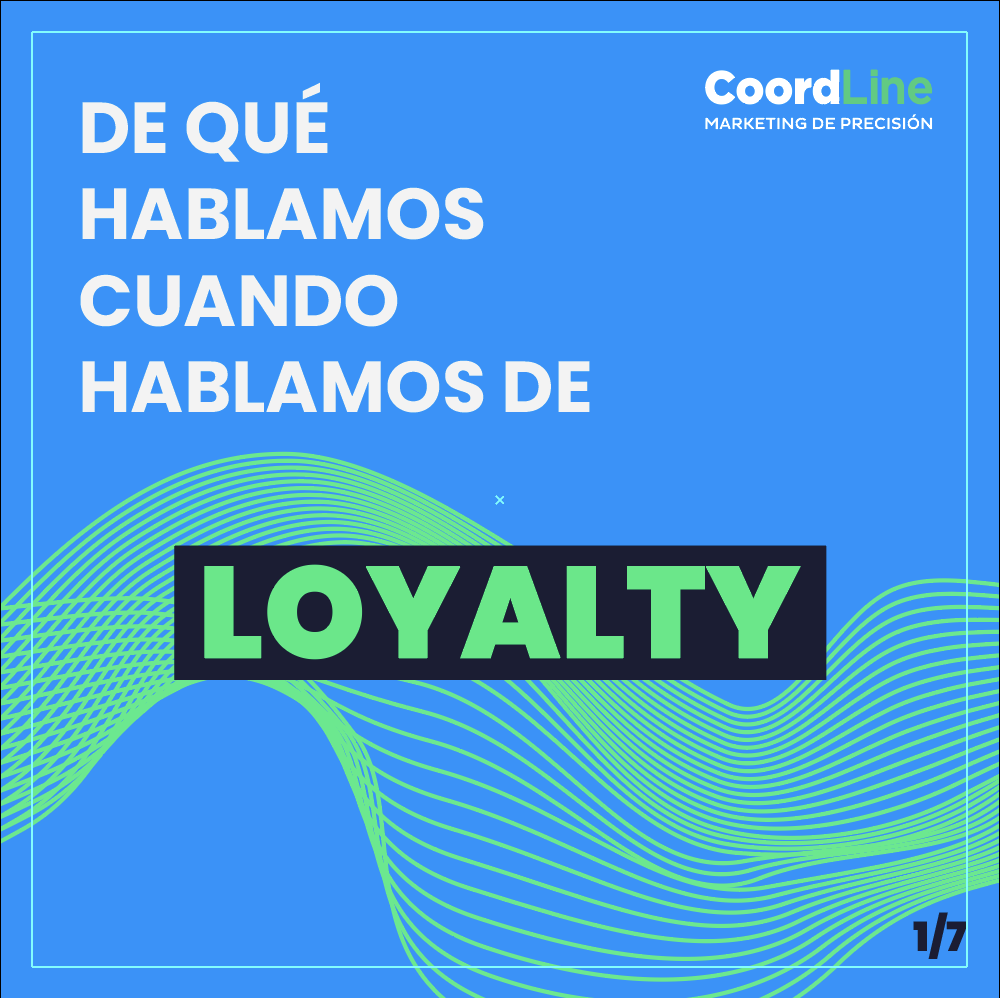 DE QUÉ
HABLAMOS
CUANDO
HABLAMOS DE
CoordLine
MARKETING DE PRECISIÓN
LOYALTY
1/7